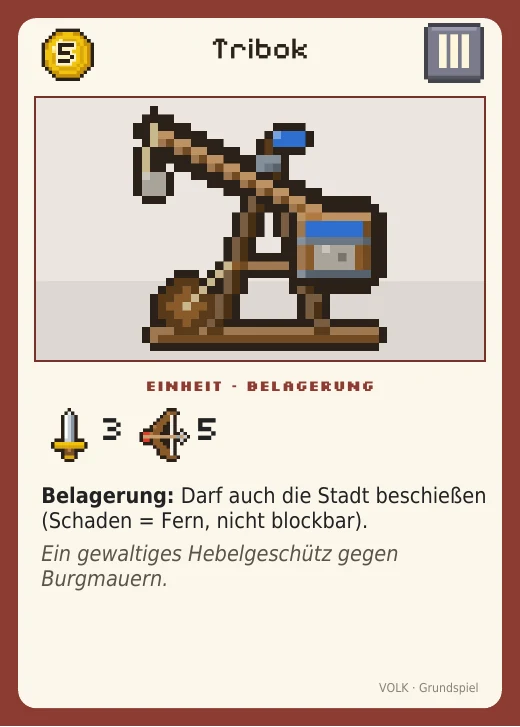 5
Tribok
III
EINHEIT - BELAGERUNG
3 5
Belagerung: Darf auch die Stadt beschießen
(Schaden = Fern, nicht blockbar).
Ein gewaltiges Hebelgeschütz gegen
Burgmauern.
VOLK · Grundspiel